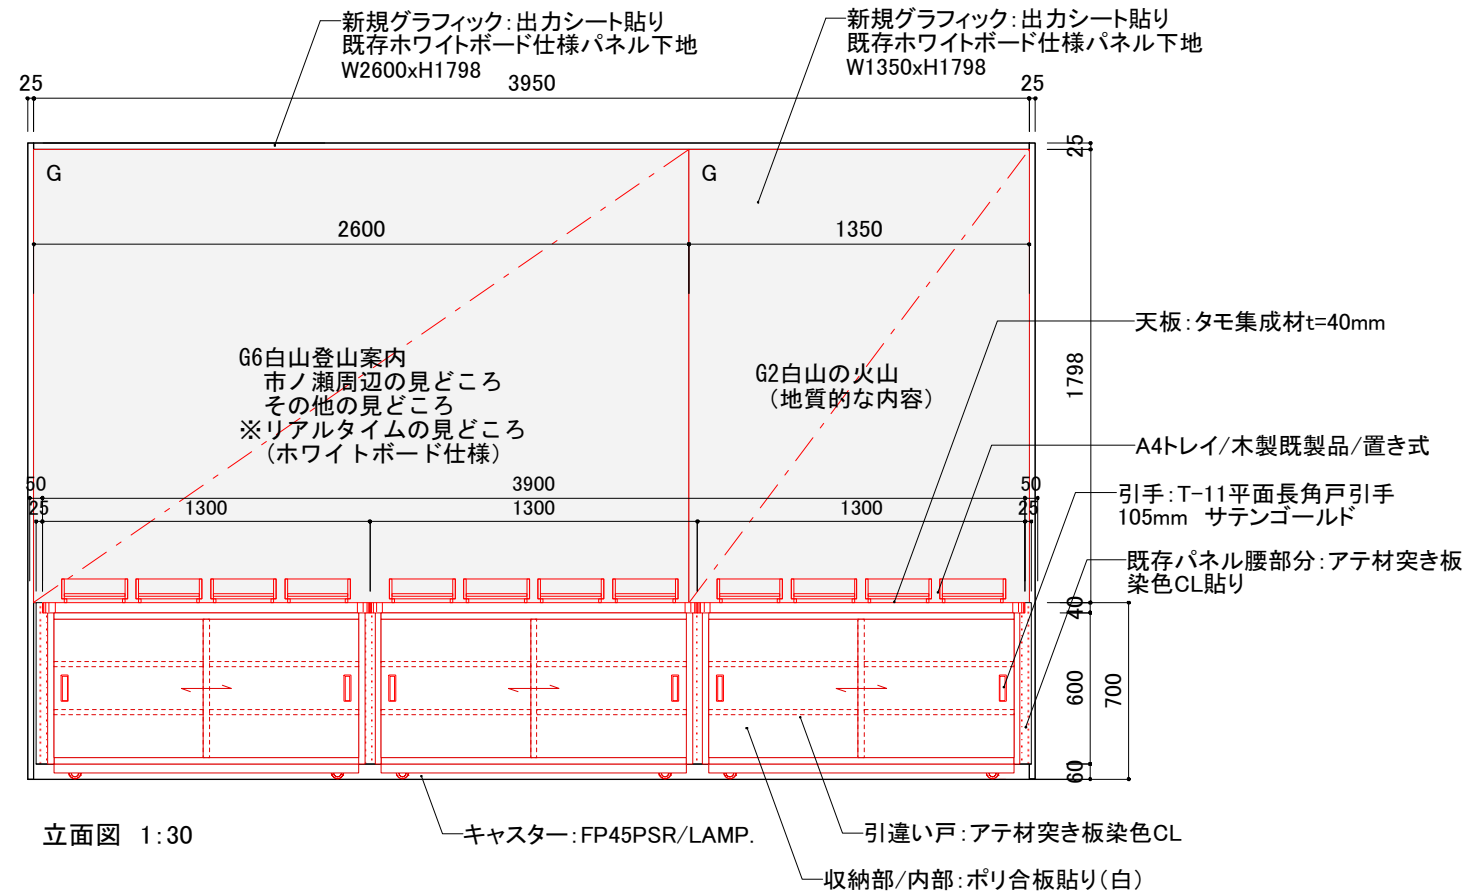 新規グラフィック：出力シート貼り
既存ホワイトボード仕様パネル下地
W2600xH1798
新規グラフィック：出力シート貼り
既存ホワイトボード仕様パネル下地
W1350xH1798
25
3950
25
25
G
G
2600
1350
天板：タモ集成材t=40mm
1798
G6白山登山案内
市ノ瀬周辺の見どころ
その他の見どころ
※リアルタイムの見どころ
（ホワイトボード仕様）
G2白山の火山
（地質的な内容）
A4トレイ/木製既製品/置き式
50
3900
50
25
1300
1300
1300
25
引手：T-11平面長角戸引手
105mm サテンゴールド
既存パネル腰部分：アテ材突き板
染色CL貼り
40
600
700
60
立面図 1:30
キャスター：FP45PSR/LAMP.
引違い戸：アテ材突き板染色CL
収納部/内部：ポリ合板貼り（白）